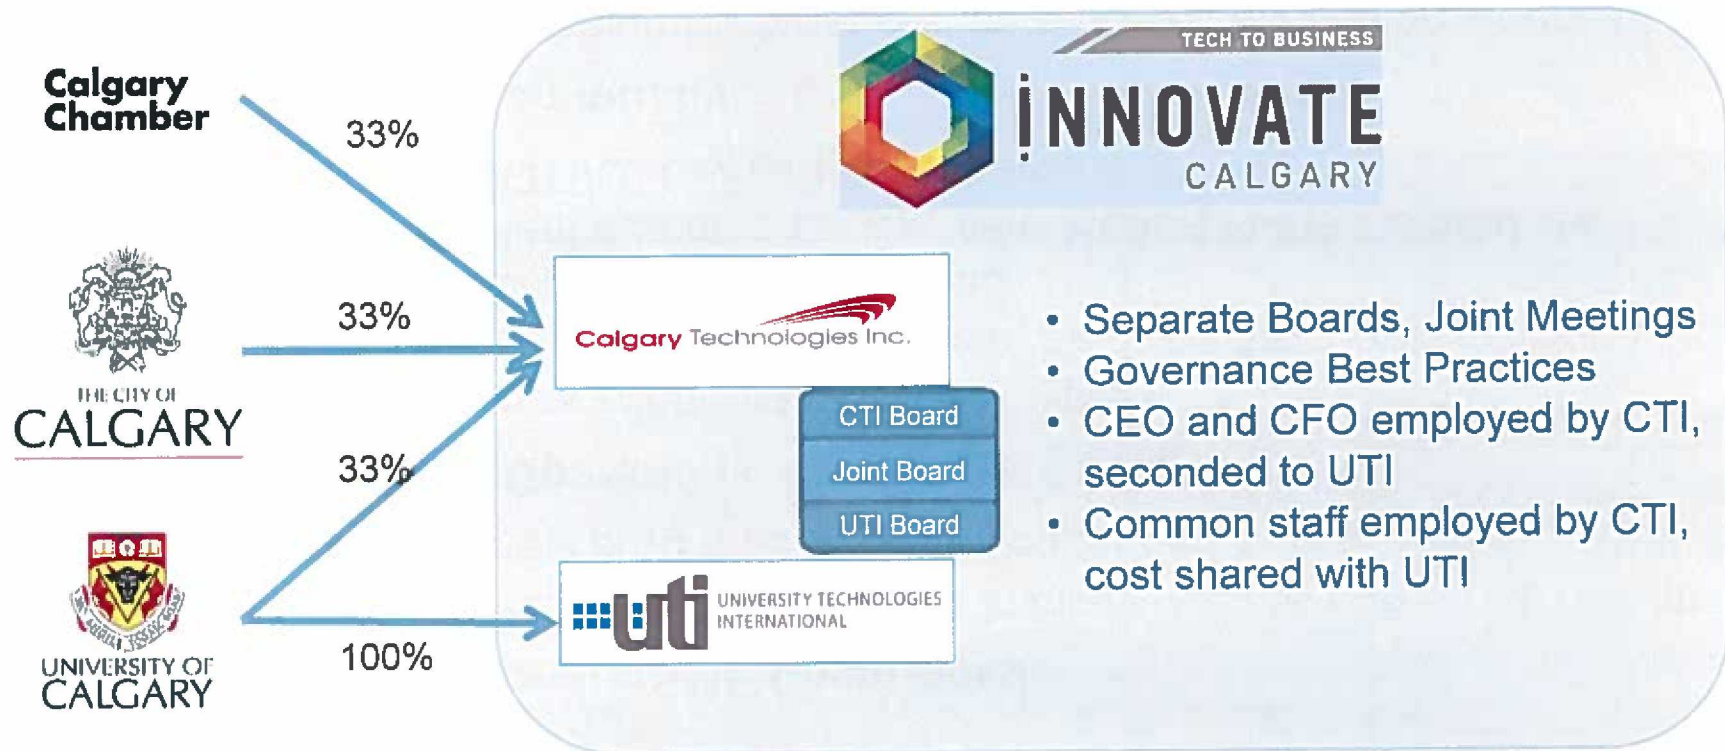 Calgary
Chamber
33%
THE CITY OF
CALGARY
33%
33%
UNIVERSITY OF
CALGARY
100%
TECH TO BUSINESS
INNOVATE
CALGARY
Calgary Technologies Inc.
CTI Board
Joint Board
UTI Board
uti
UNIVERSITY TECHNOLOGIES
INTERNATIONAL
• Separate Boards, Joint Meetings
• Governance Best Practices
• CEO and CFO employed by CTI,
seconded to UTI
• Common staff employed by CTI,
cost shared with UTI